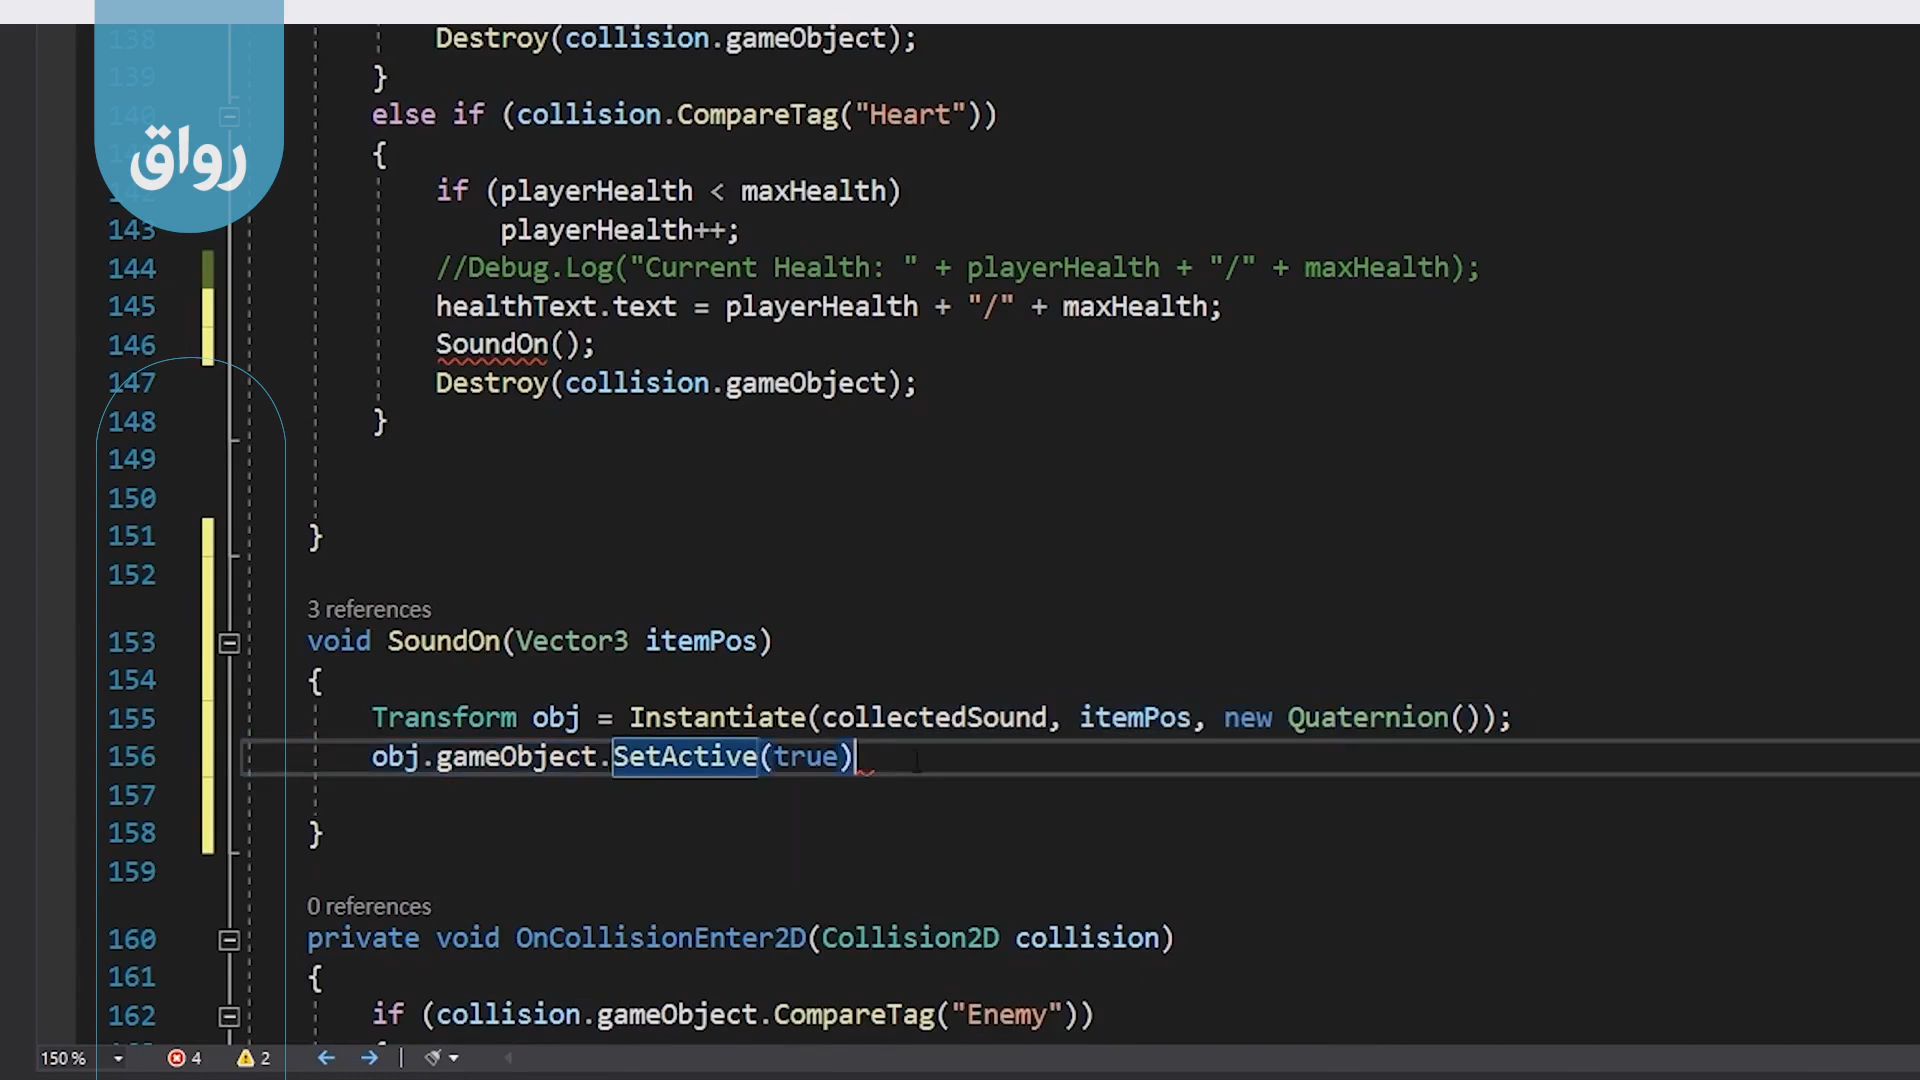 138 Destroy(collision.gameObject);
139 }
140 else if (collision.CompareTag("Heart"))
رواق
{
142 if (playerHealth < maxHealth)
143 playerHealth++;
144 //Debug.Log("Current Health: " + playerHealth + "/" + maxHealth);
145 healthText.text = playerHealth + "/" + maxHealth;
146 SoundOn();
147 Destroy(collision.gameObject);
148 }
149
150
151 }
152
3 references
153 void SoundOn(Vector3 itemPos)
154 {
155 Transform obj = Instantiate(collectedSound, itemPos, new Quaternion());
156 obj.gameObject.SetActive(true)
157
158 }
159
0 references
160 private void OnCollisionEnter2D(Collision2D collision)
161 {
162 if (collision.gameObject.CompareTag("Enemy"))
150 % 4 2